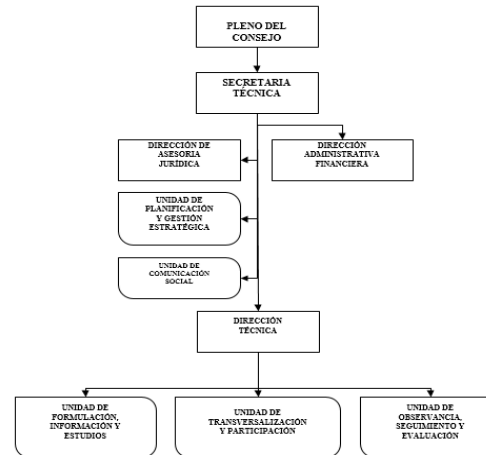 PLENO DEL
CONSEJO
SECRETARIA
TÉCNICA
DIRECCIÓN DE
ASESORIA
JURÍDICA
DIRECCIÓN
ADMINISTRATIVA
FINANCIERA
UNIDAD DE
PLANIFICACIÓN
Y GESTIÓN
ESTRATÉGICA
UNIDAD DE
COMUNICACIÓN
SOCIAL
DIRECCIÓN
TÉCNICA
UNIDAD DE
FORMULACIÓN,
INFORMACIÓN Y
ESTUDIOS
UNIDAD DE
TRANSVERSALIZACIÓN
Y PARTICIPACIÓN
UNIDAD DE
OBSERVANCIA,
SEGUIMIENTO Y
EVALUACIÓN